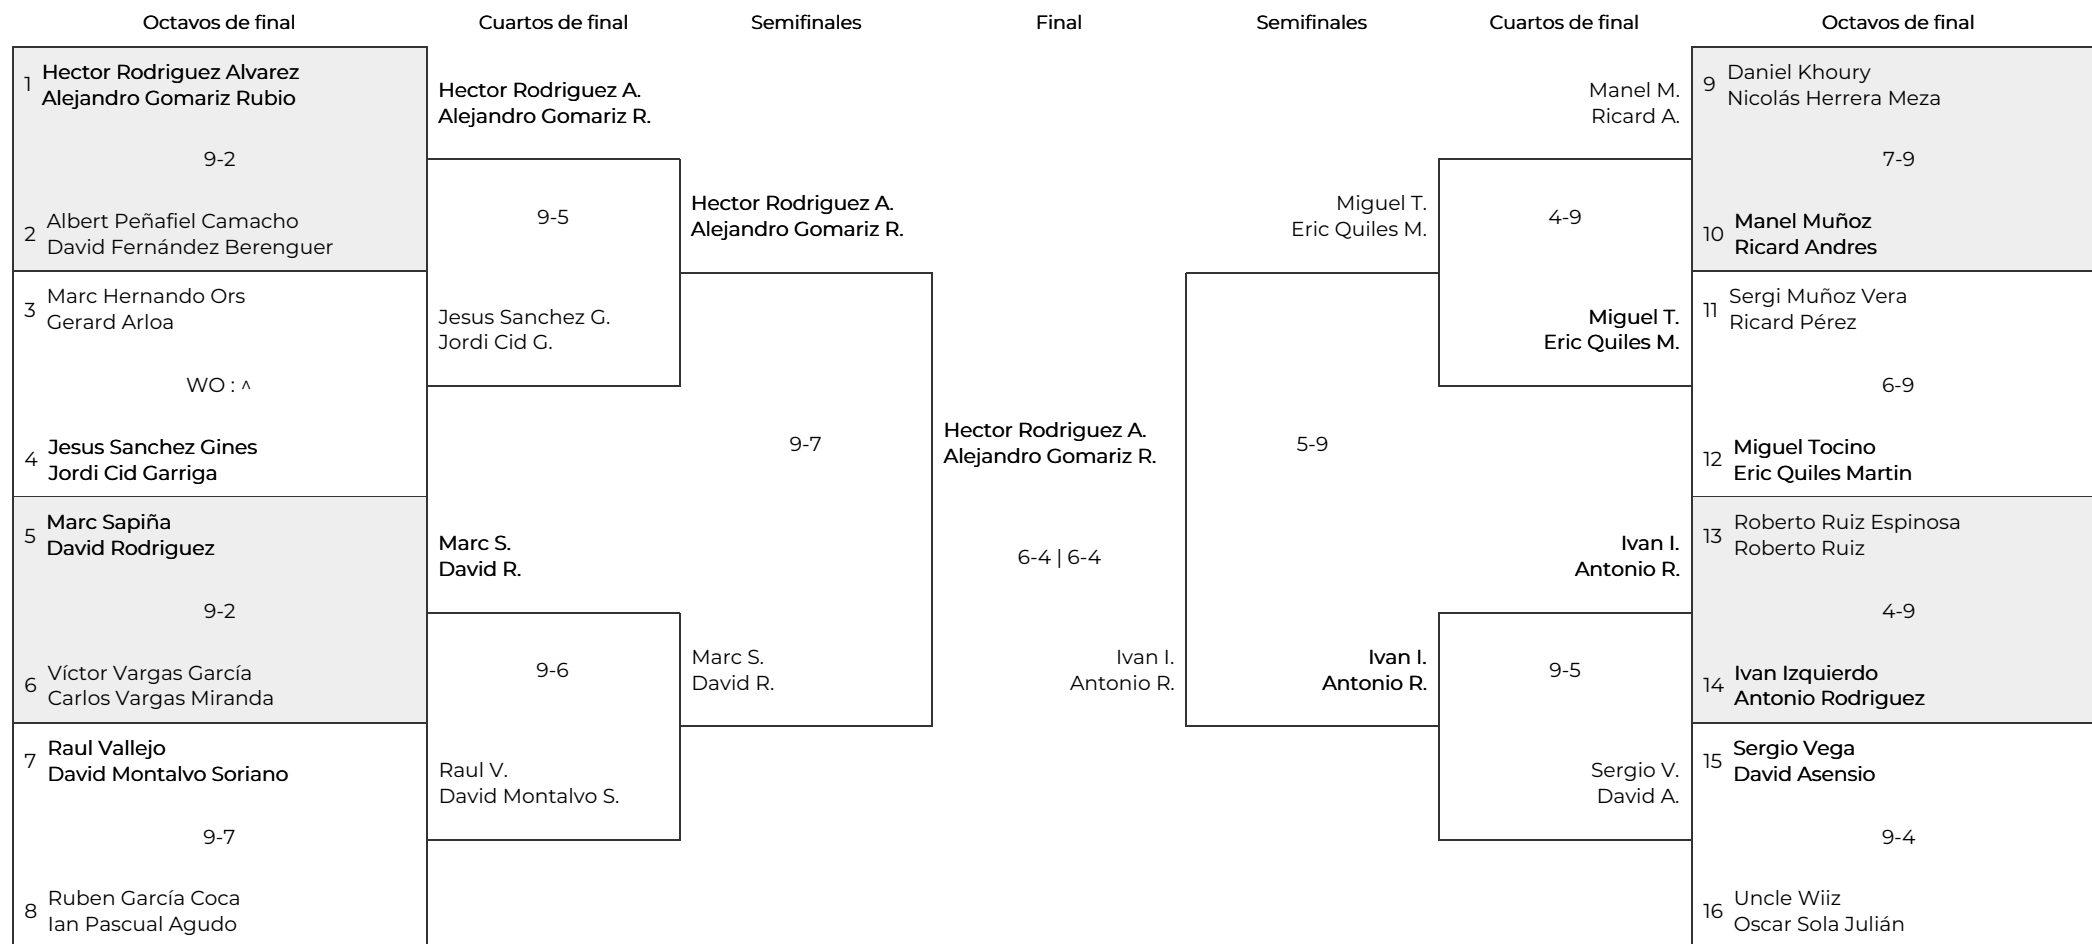 Octavos de final
Cuartos de final
Semifinales
Final
Semifinales
Cuartos de final
Octavos de final
1
Hector Rodriguez Alvarez
Alejandro Gomariz Rubio
9-2
2
Albert Peñafiel Camacho
David Fernández Berenguer
3
Marc Hernando Ors
Gerard Arloa
WO : ^
4
Jesus Sanchez Gines
Jordi Cid Garriga
5
Marc Sapiña
David Rodriguez
9-2
6
Víctor Vargas García
Carlos Vargas Miranda
7
Raul Vallejo
David Montalvo Soriano
9-7
8
Ruben García Coca
Ian Pascual Agudo
Hector Rodriguez A.
Alejandro Gomariz R.
9-5
Jesus Sanchez G.
Jordi Cid G.
Marc S.
David R.
9-6
Raul V.
David Montalvo S.
Hector Rodriguez A.
Alejandro Gomariz R.
9-7
Marc S.
David R.
Hector Rodriguez A.
Alejandro Gomariz R.
6-4 | 6-4
Ivan I.
Antonio R.
Miguel T.
Eric Quiles M.
5-9
Ivan I.
Antonio R.
Manel M.
Ricard A.
4-9
Miguel T.
Eric Quiles M.
Ivan I.
Antonio R.
9-5
Sergio V.
David A.
9
Daniel Khoury
Nicolás Herrera Meza
7-9
10
Manel Muñoz
Ricard Andres
11
Sergi Muñoz Vera
Ricard Pérez
6-9
12
Miguel Tocino
Eric Quiles Martin
13
Roberto Ruiz Espinosa
Roberto Ruiz
4-9
14
Ivan Izquierdo
Antonio Rodriguez
15
Sergio Vega
David Asensio
9-4
16
Uncle Wiiz
Oscar Sola Julián